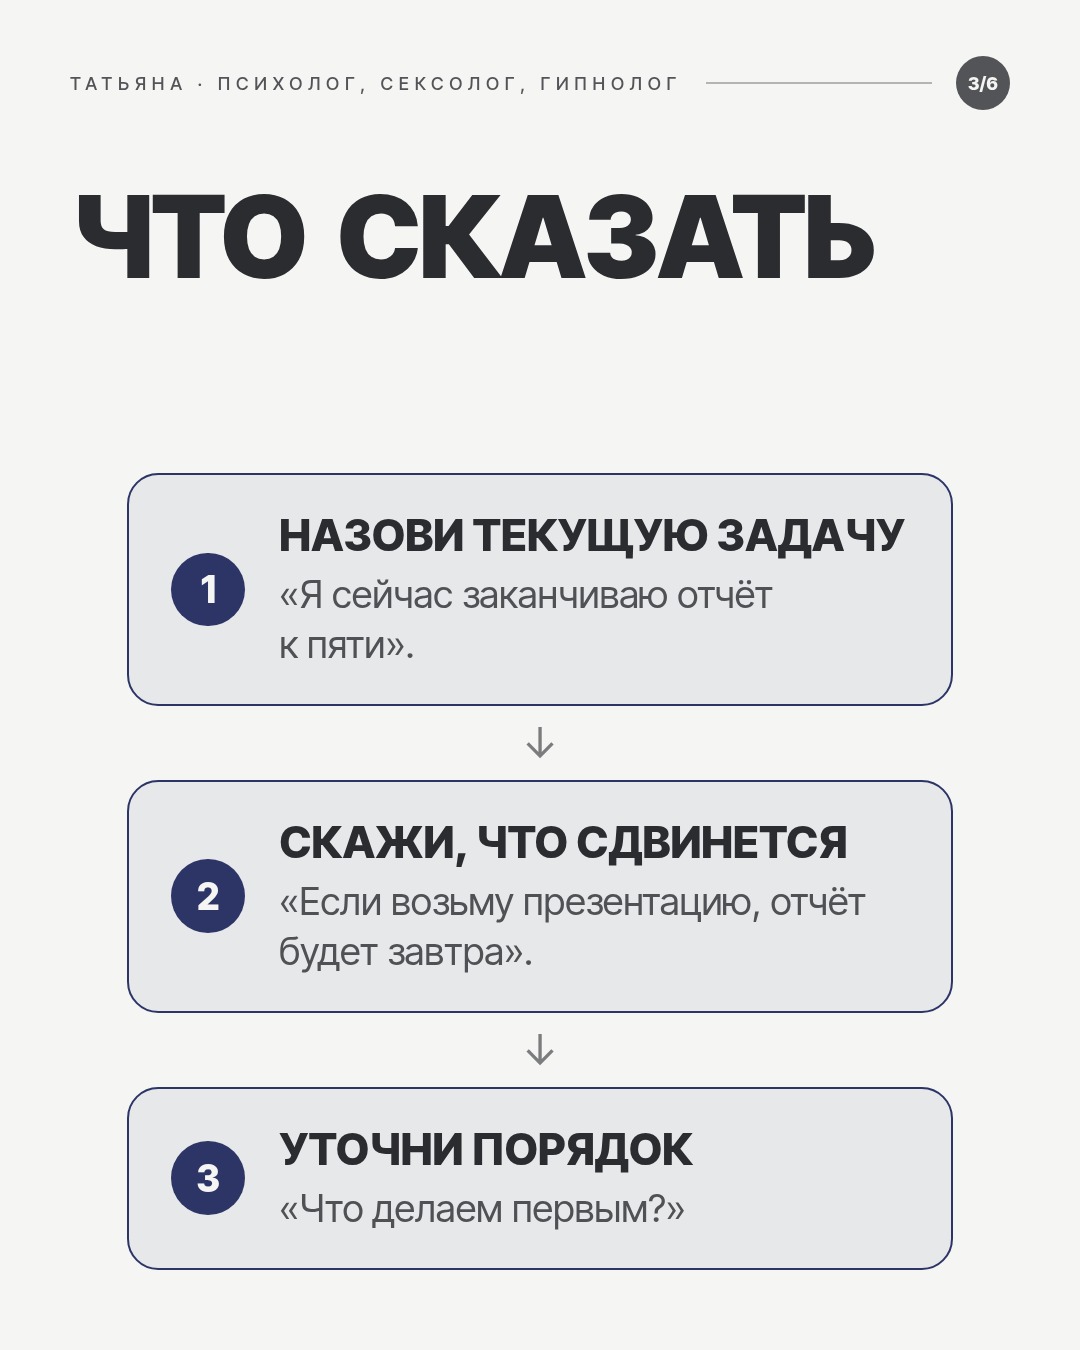 ТАТЬЯНА · ПСИХОЛОГ, СЕКСОЛОГ, ГИПНОЛОГ
3/6
ЧТО СКАЗАТЬ
1
НАЗОВИ ТЕКУЩУЮ ЗАДАЧУ
«Я сейчас заканчиваю отчёт
к пяти».
↓
2
СКАЖИ, ЧТО СДВИНЕТСЯ
«Если возьму презентацию, отчёт
будет завтра».
↓
3
УТОЧНИ ПОРЯДОК
«Что делаем первым?»